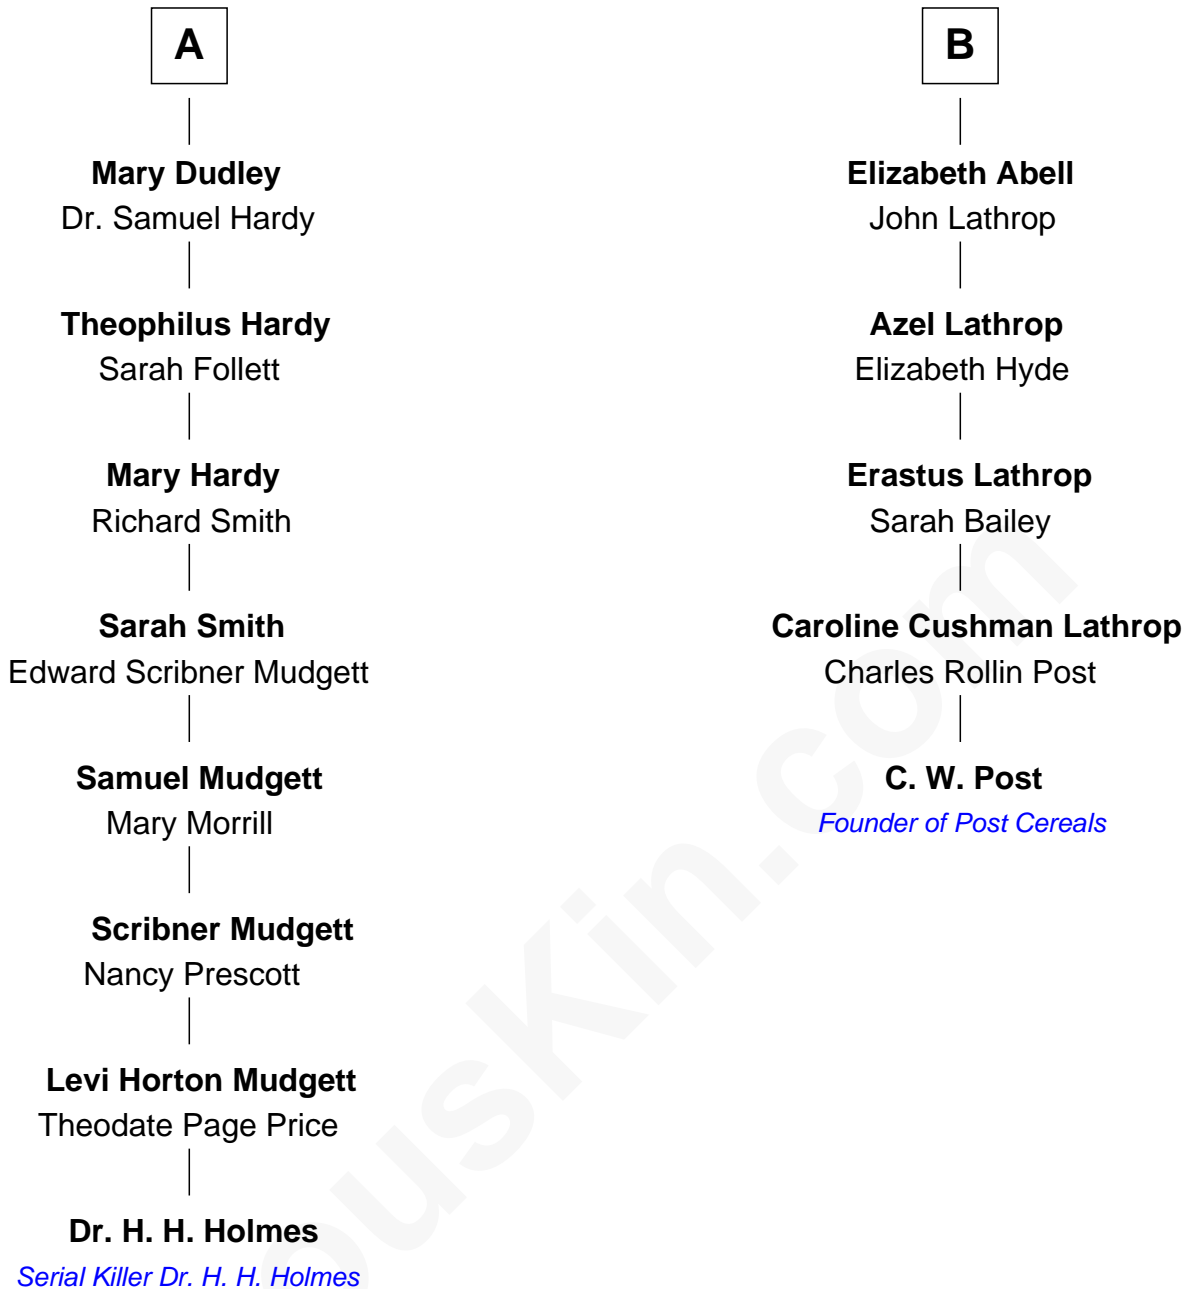 A
Mary Dudley
Dr. Samuel Hardy
Theophilus Hardy
Sarah Follett
Mary Hardy
Richard Smith
Sarah Smith
Edward Scribner Mudgett
Samuel Mudgett
Mary Morrill
Scribner Mudgett
Nancy Prescott
Levi Horton Mudgett
Theodate Page Price
Dr. H. H. Holmes
Serial Killer Dr. H. H. Holmes
B
Elizabeth Abell
John Lathrop
Azel Lathrop
Elizabeth Hyde
Erastus Lathrop
Sarah Bailey
Caroline Cushman Lathrop
Charles Rollin Post
C. W. Post
Founder of Post Cereals
ousKin.com